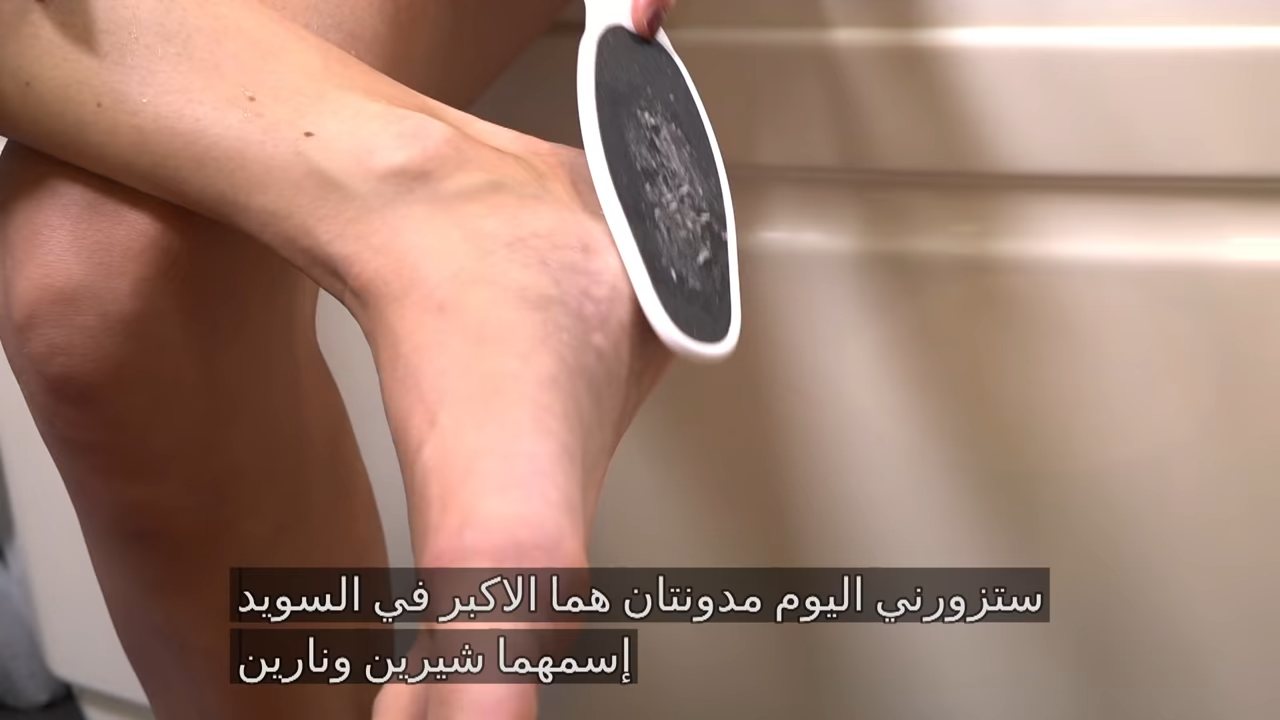 ستزورني اليوم مدونتان هما الاكبر في السويد
إسمهما شيرين ونارين